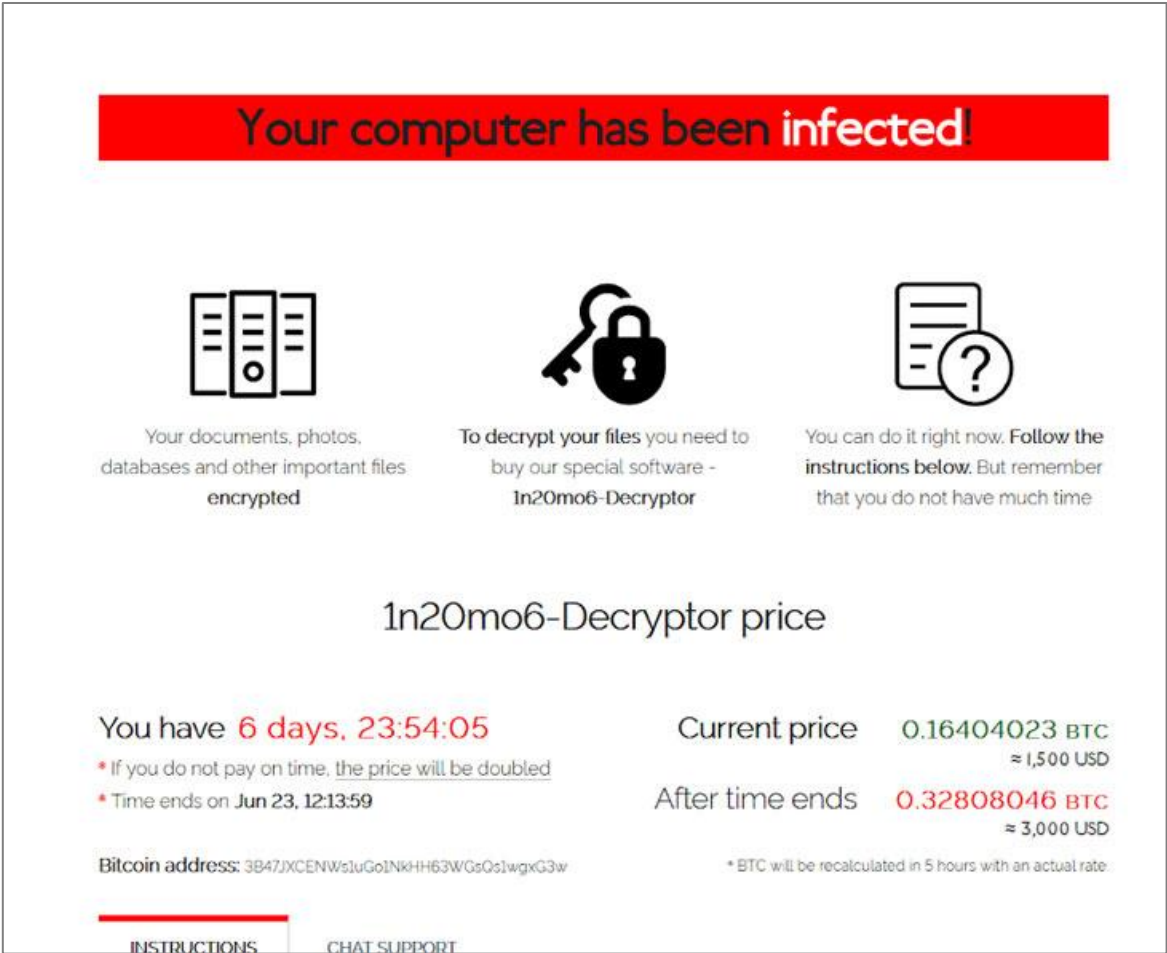 Your computer has been infected!
Your documents, photos,
databases and other important files
encrypted
To decrypt your files you need to
buy our special software -
1n20mo6-Decryptor
You can do it right now. Follow the
instructions below. But remember
that you do not have much time
1n20mo6-Decryptor price
You have 6 days, 23:54:05
* If you do not pay on time, the price will be doubled
* Time ends on Jun 23, 12:13:59
Current price 0.16404023 BTC
≈ 1,500 USD
After time ends 0.32808046 BTC
≈ 3,000 USD
Bitcoin address:
* BTC will be recalculated in 5 hours with an actual rate.
INSTRUCTIONS
CHAT SUPPORT